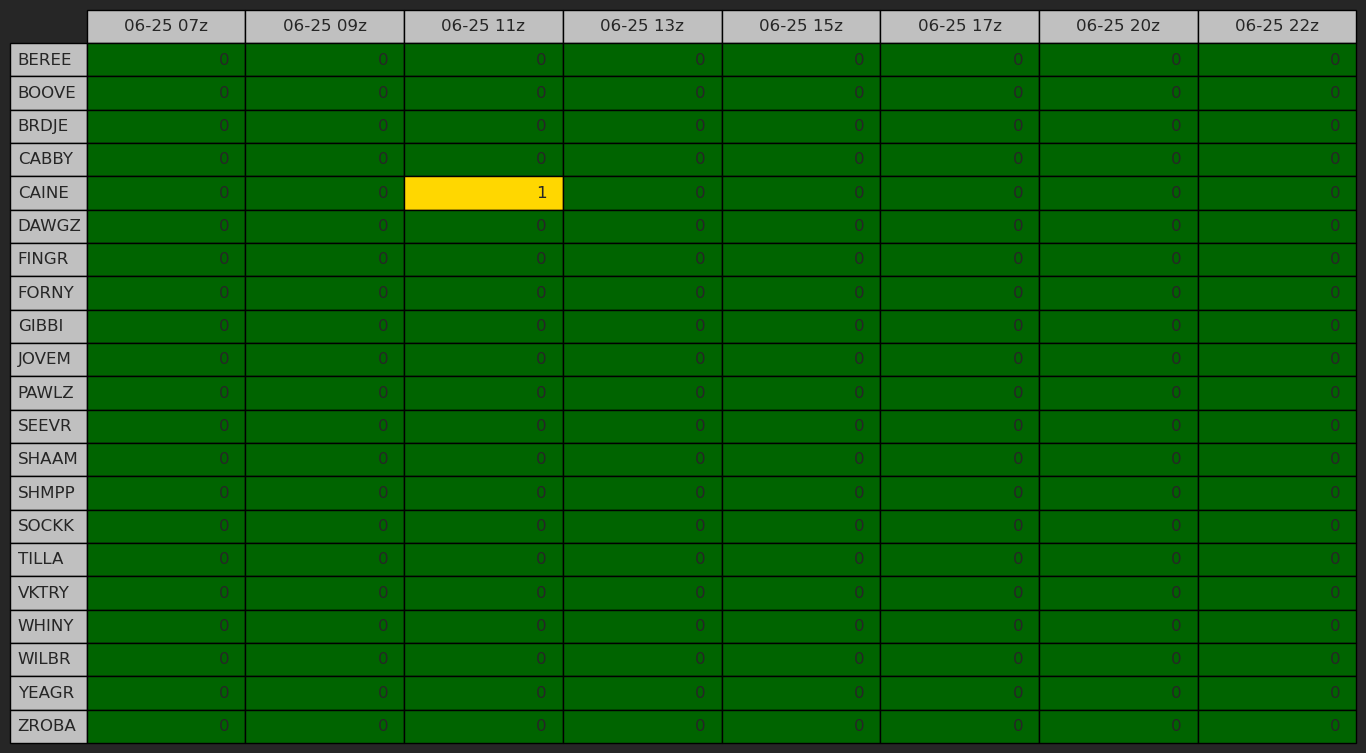 06-25 07z 06-25 09z 06-25 11z 06-25 13z 06-25 15z 06-25 17z 06-25 20z 06-25 22z
BEREE 0 0 0 0 0 0 0 0
BOOVE 0 0 0 0 0 0 0 0
BRDJE 0 0 0 0 0 0 0 0
CABBY 0 0 0 0 0 0 0 0
CAINE 0 0 1 0 0 0 0 0
DAWGZ 0 0 0 0 0 0 0 0
FINGR 0 0 0 0 0 0 0 0
FORNY 0 0 0 0 0 0 0 0
GIBBI 0 0 0 0 0 0 0 0
JOVEM 0 0 0 0 0 0 0 0
PAWLZ 0 0 0 0 0 0 0 0
SEEVR 0 0 0 0 0 0 0 0
SHAAM 0 0 0 0 0 0 0 0
SHMPP 0 0 0 0 0 0 0 0
SOCKK 0 0 0 0 0 0 0 0
TILLA 0 0 0 0 0 0 0 0
VKTRY 0 0 0 0 0 0 0 0
WHINY 0 0 0 0 0 0 0 0
WILBR 0 0 0 0 0 0 0 0
YEAGR 0 0 0 0 0 0 0 0
ZROBA 0 0 0 0 0 0 0 0